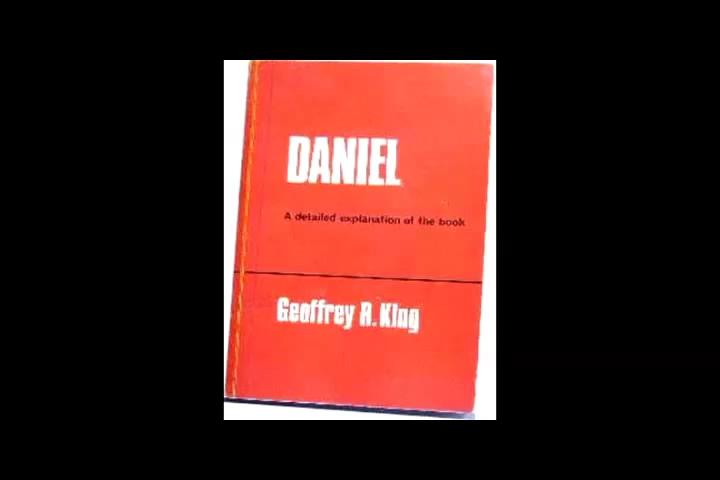 DANIEL
A detailed explanation of the book
Geoffrey R. King